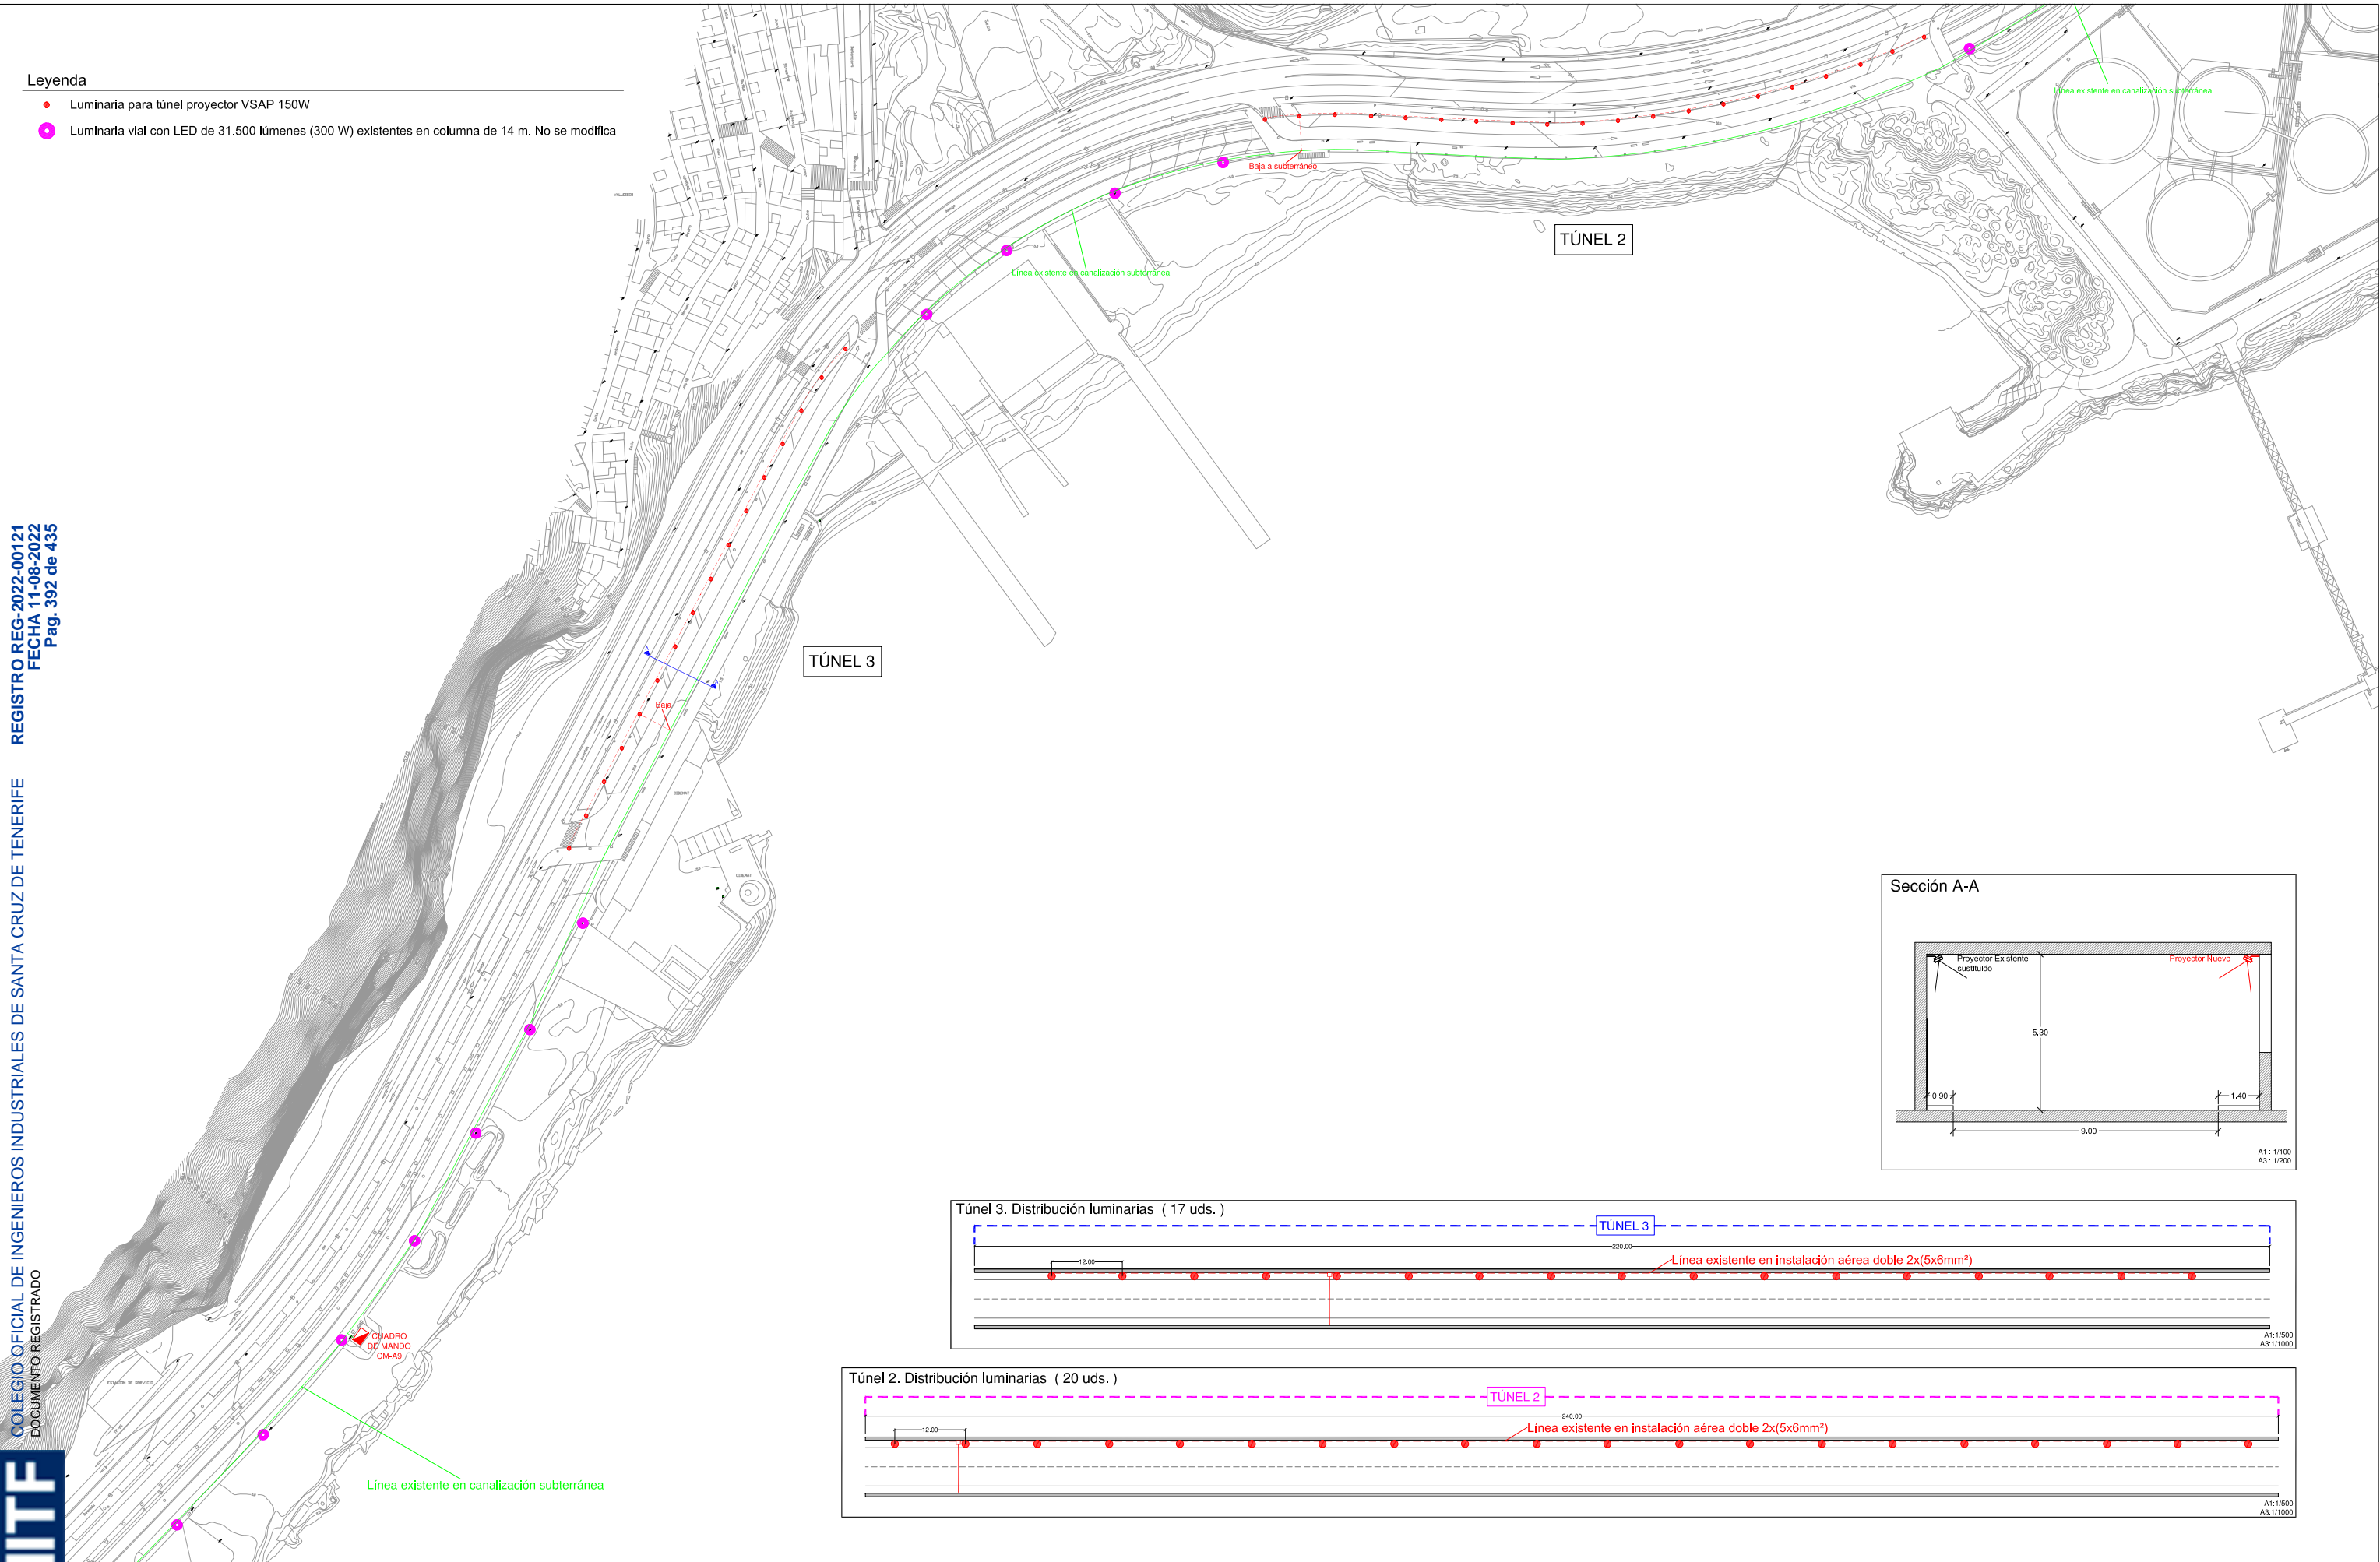 Leyenda
Luminaria para túnel proyector VSAP 150W
Luminaria vial con LED de 31,500 lúmenes (300 W) existentes en columna de 14 m. No se modifica
VALLESECO
Línea existente en canalización subterránea
Baja a subterráneo
TÚNEL 2
Línea existente en canalización subterránea
TÚNEL 3
Baja
REGISTRO REG-2022-00121
FECHA 11-08-2022
Pag. 392 de 435
COLEGIO OFICIAL DE INGENIEROS INDUSTRIALES DE SANTA CRUZ DE TENERIFE
DOCUMENTO REGISTRADO
IITF
CUADRO
DE MANDO
CM-A9
ESTACION DE SERVICIO
Línea existente en canalización subterránea
Sección A-A
Proyector Existente
sustituido
Proyector Nuevo
5.30
0.90
1.40
9.00
A1 : 1/100
A3 : 1/200
Túnel 3. Distribución luminarias ( 17 uds. )
TÚNEL 3
220.00
12.00
Línea existente en instalación aérea doble 2x(5x6mm²)
A1:1/500
A3:1/1000
Túnel 2. Distribución luminarias ( 20 uds. )
TÚNEL 2
240.00
12.00
Línea existente en instalación aérea doble 2x(5x6mm²)
A1:1/500
A3:1/1000